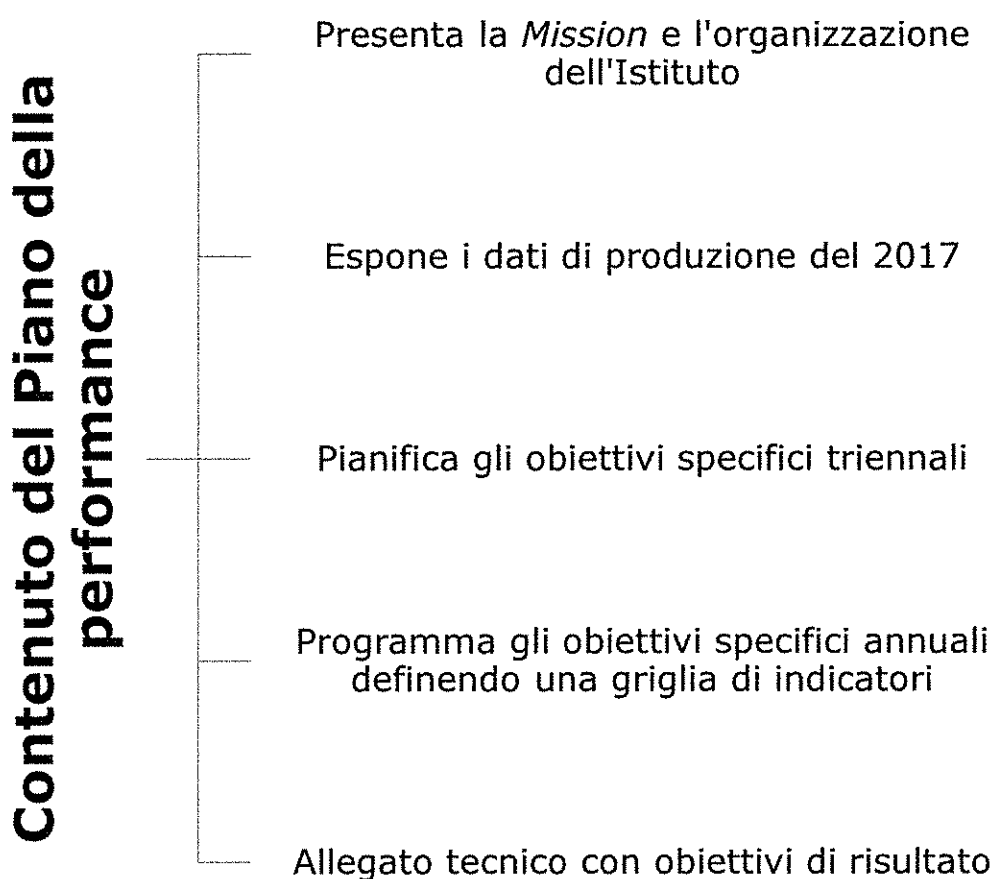 Contenuto del Piano della
performance
Presenta la Mission e l'organizzazione
dell'Istituto
Espone i dati di produzione del 2017
Pianifica gli obiettivi specifici triennali
Programma gli obiettivi specifici annuali
definendo una griglia di indicatori
Allegato tecnico con obiettivi di risultato